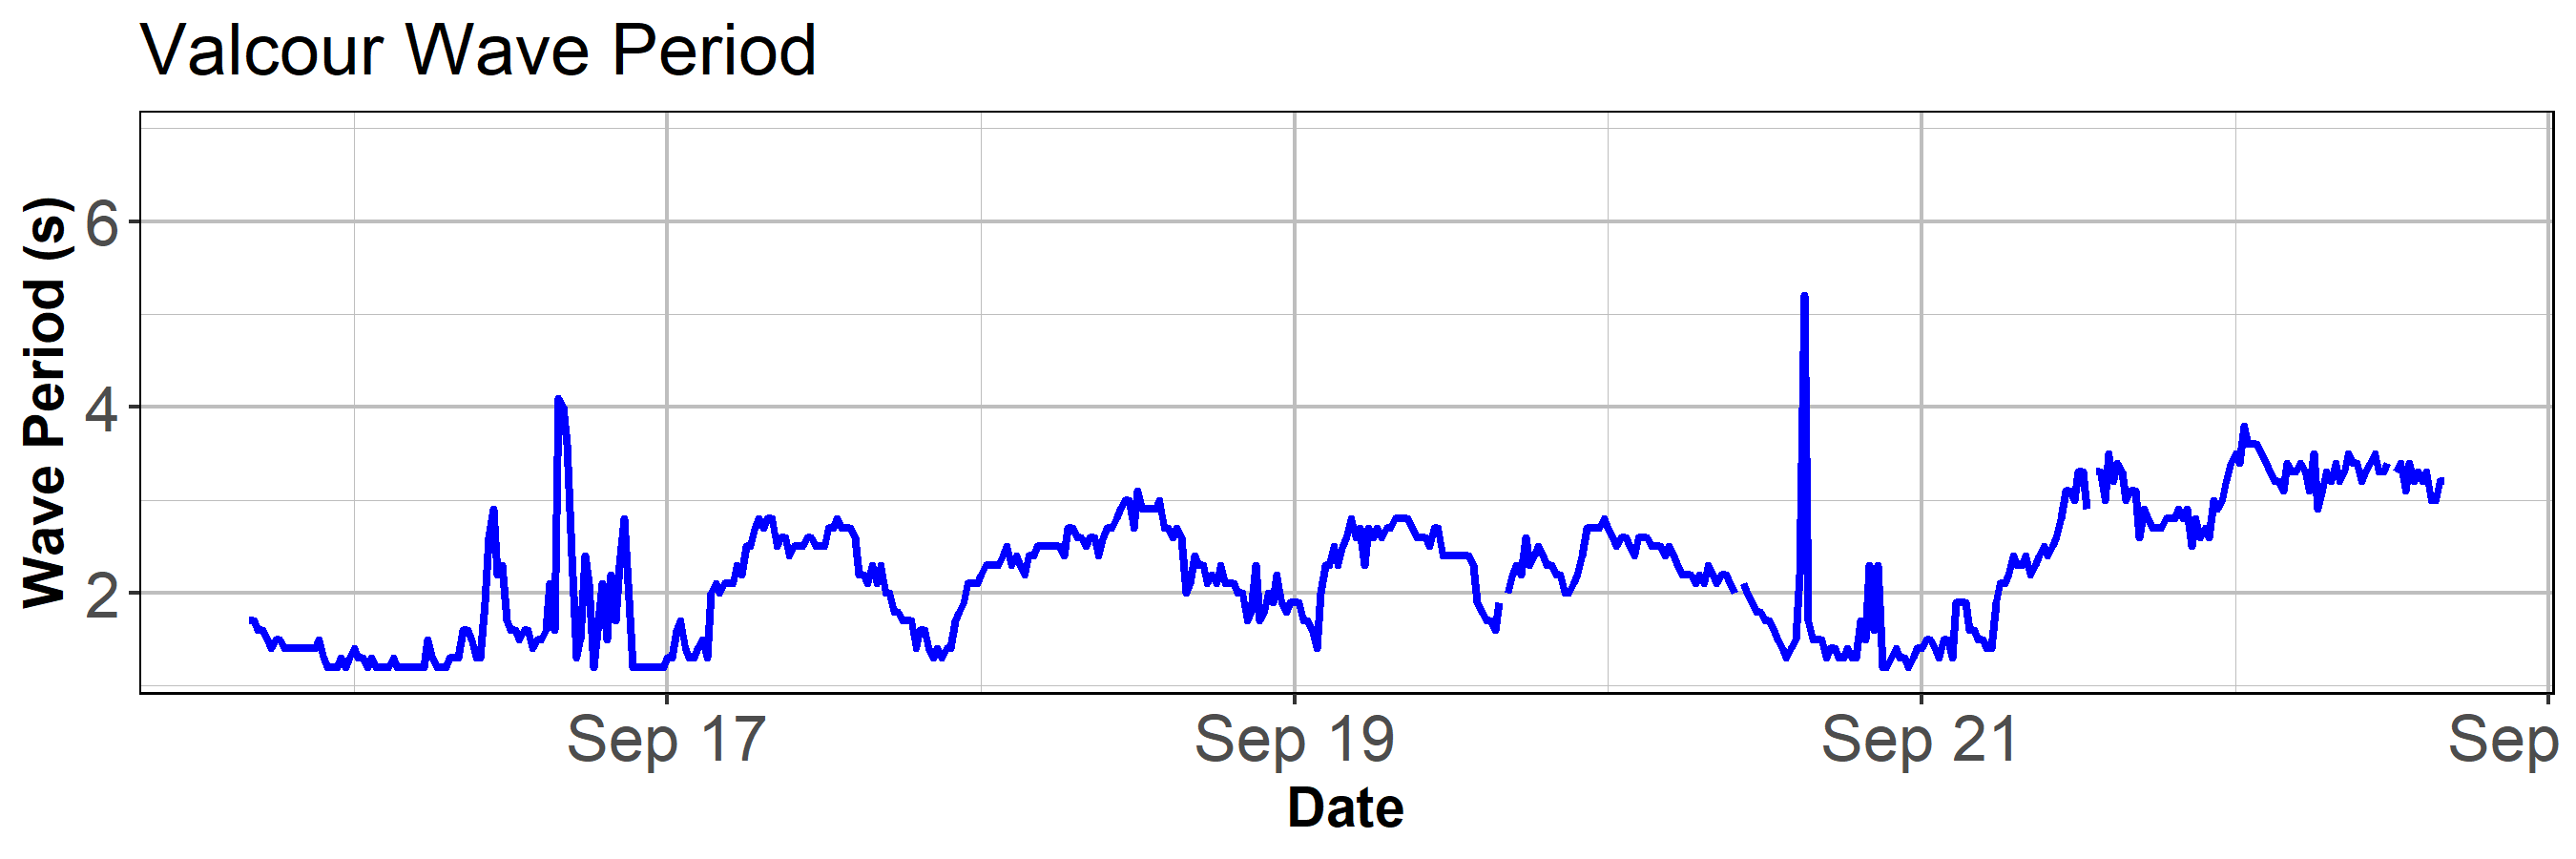 Valcour Wave Period
Wave Period (s)
6
4
2
Sep 17
Sep 19
Sep 21
Sep
Date